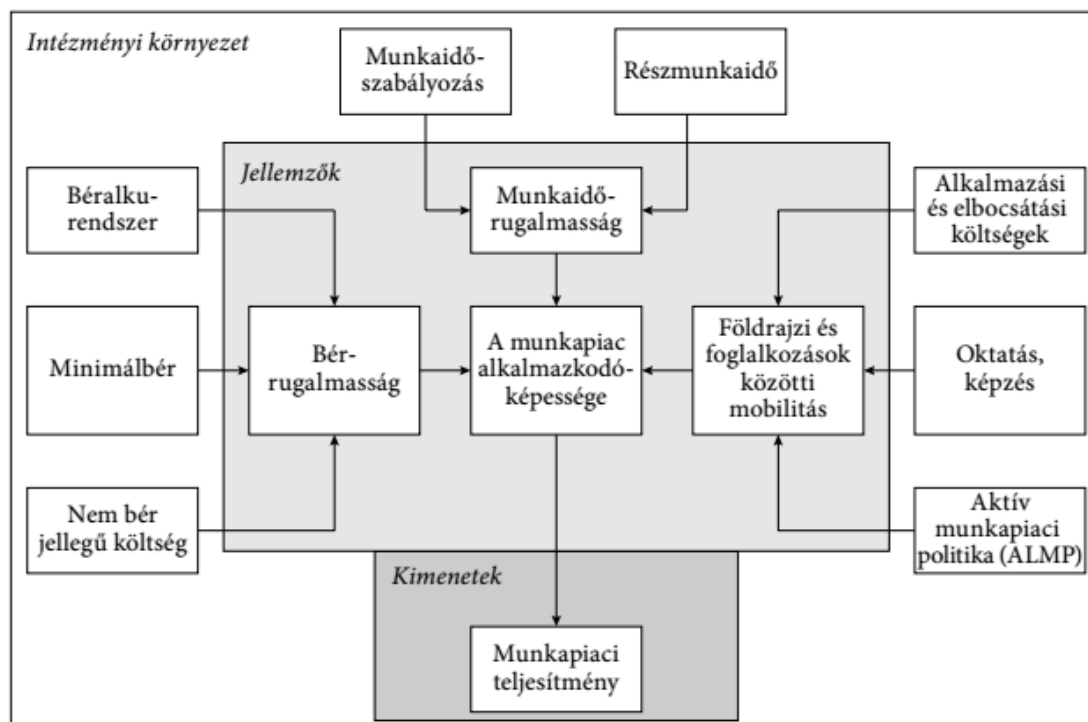 Intézményi környezet
Munkaidő-
szabályozás
Részmunkaidő
Jellemzők
Béralku-
rendszer
Munkaidő-
rugalmasság
Alkalmazási
és elbocsátási
költségek
Minimálbér
Bér-
rugalmasság
A munkapiac
alkalmazkodó-
képessége
Földrajzi és
foglalkozások
közötti
mobilitás
Oktatás,
képzés
Nem bér
jellegű költség
Aktív
munkapiaci
politika (ALMP)
Kimenetek
Munkapiaci
teljesítmény